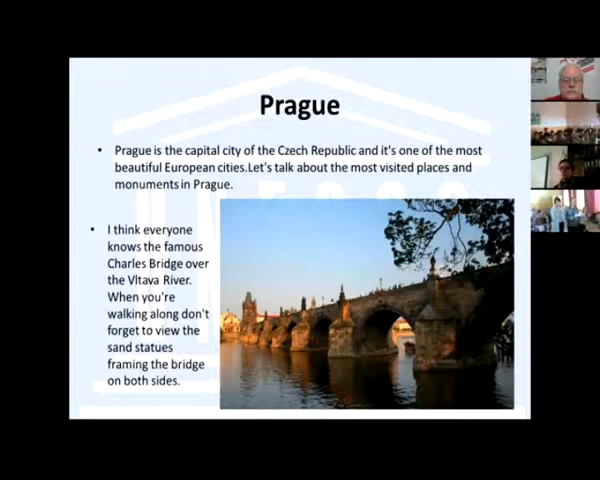 Prague
• Prague is the capital city of the Czech Republic and it's one of the most
beautiful European cities.Let's talk about the most visited places and
monuments in Prague.
• I think everyone
knows the famous
Charles Bridge over
the Vltava River.
When you're
walking along don't
forget to view the
sand statues
framing the bridge
on both sides.